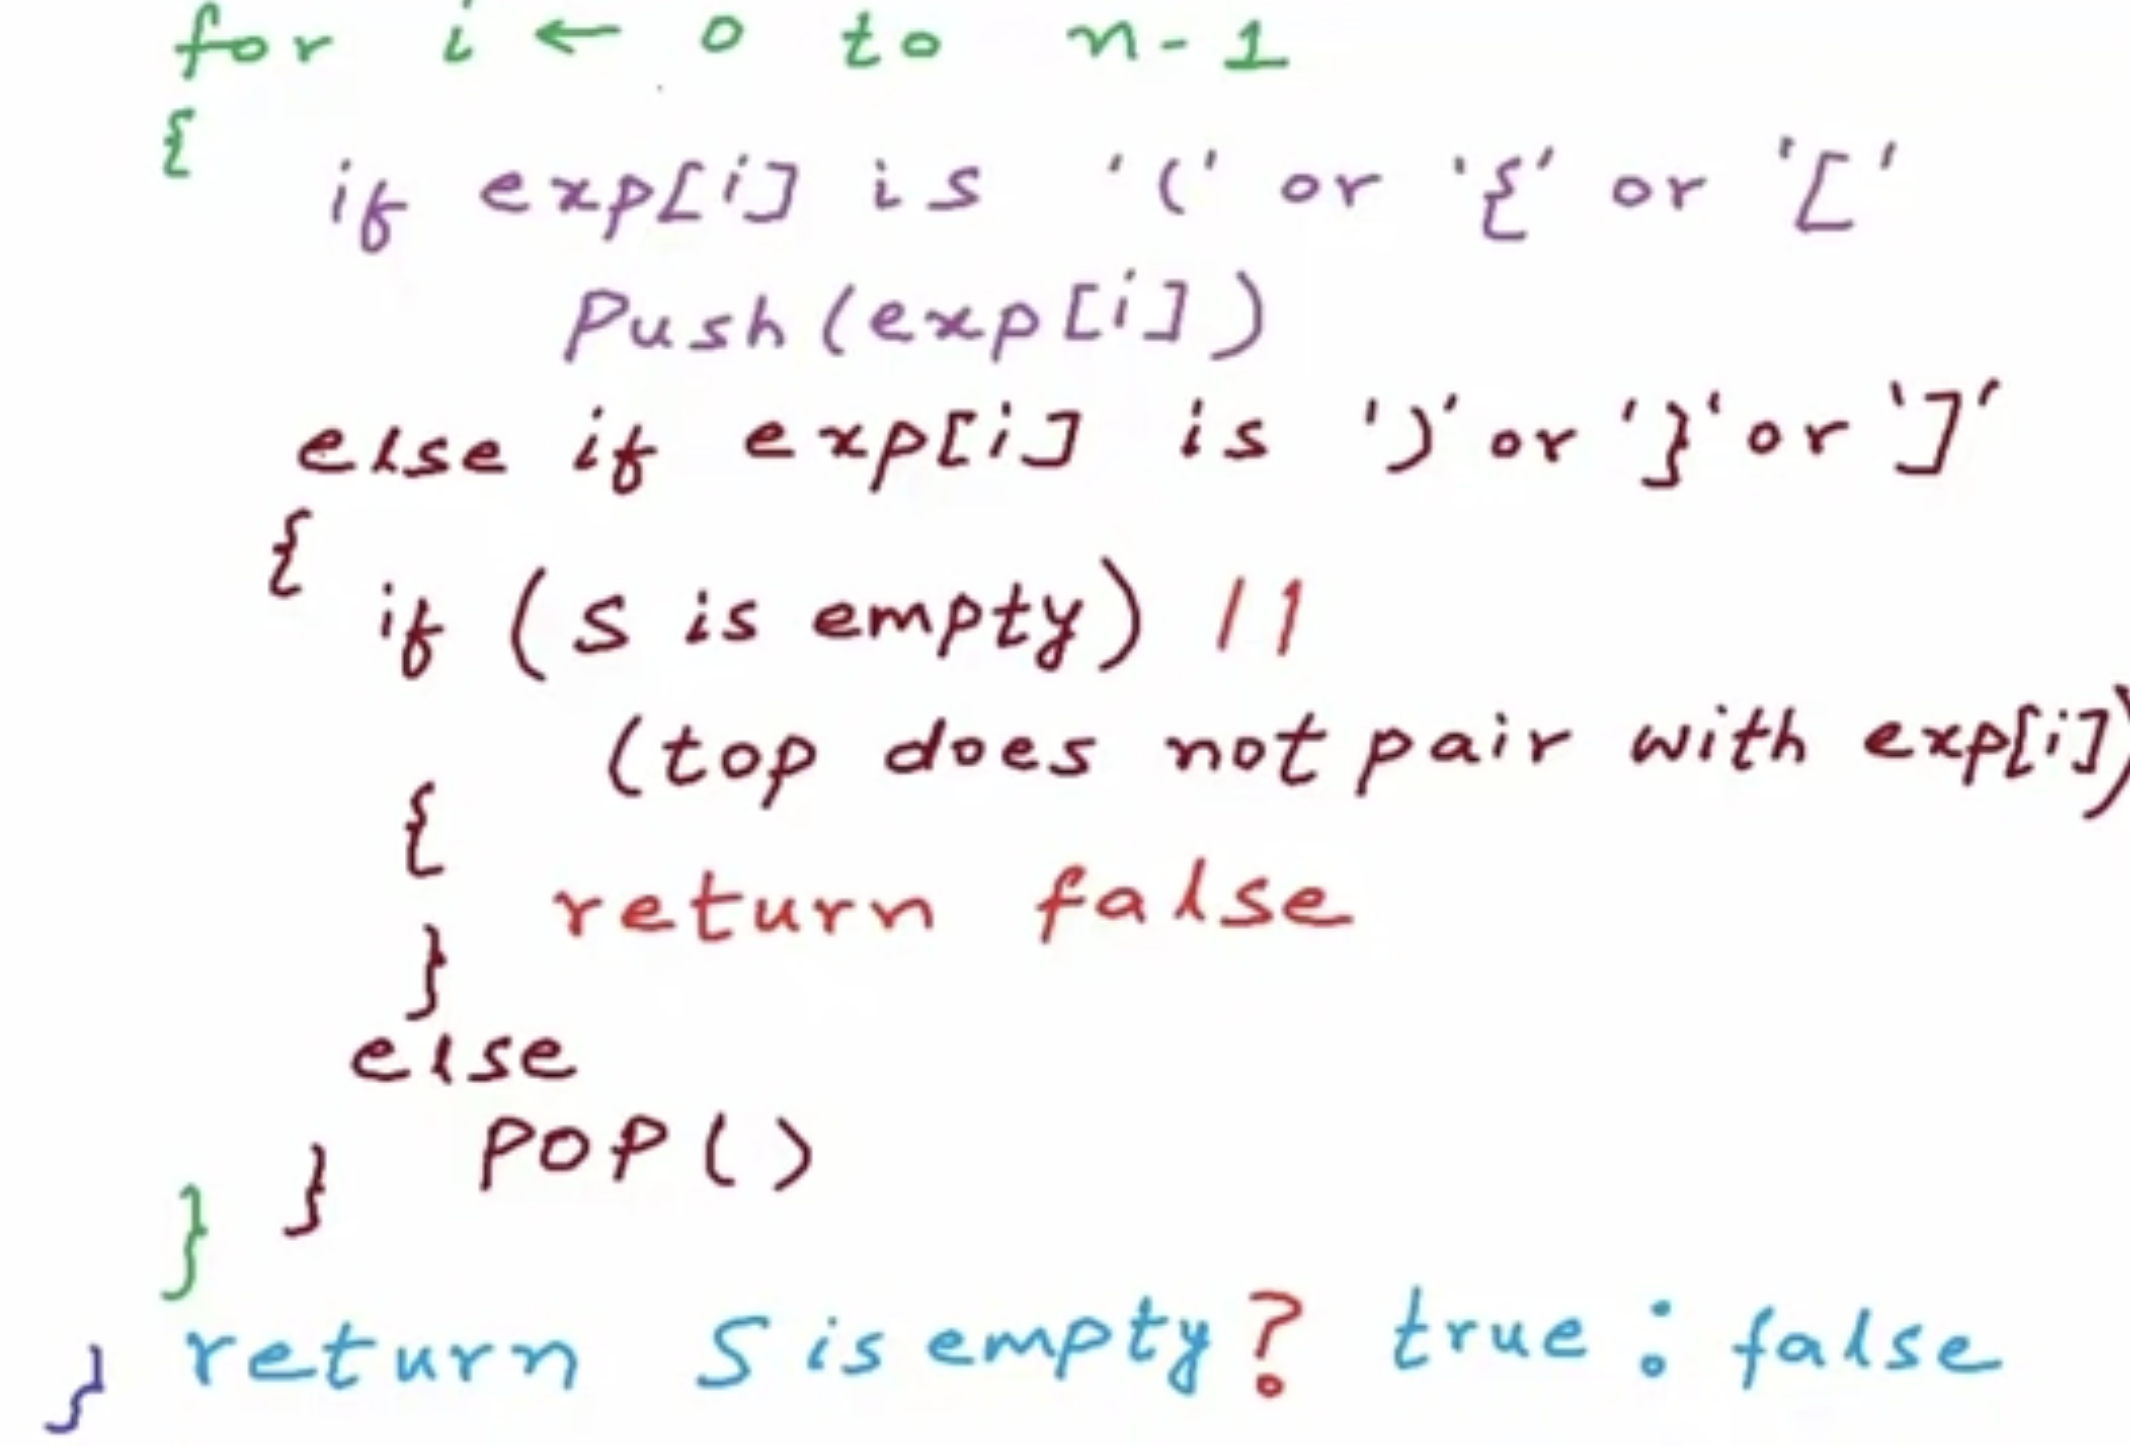 for i ← 0 to n-1
{
if exp[i] is '(' or '{' or '['
Push(exp[i])
else if exp[i] is ')' or '}' or ']'
{
if (S is empty) ||
(top does not pair with exp[i])
{
return false
}
else
POP()
}
}
return S is empty? true : false
}